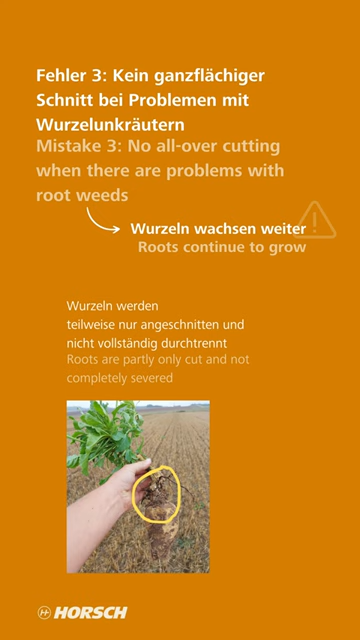 Fehler 3: Kein ganzflächiger
Schnitt bei Problemen mit
Wurzelunkräutern
Mistake 3: No all-over cutting
when there are problems with
root weeds
Wurzeln wachsen weiter
Roots continue to grow
Wurzeln werden
teilweise nur angeschnitten und
nicht vollständig durchtrennt
Roots are partly only cut and not
completely severed
HORSCH